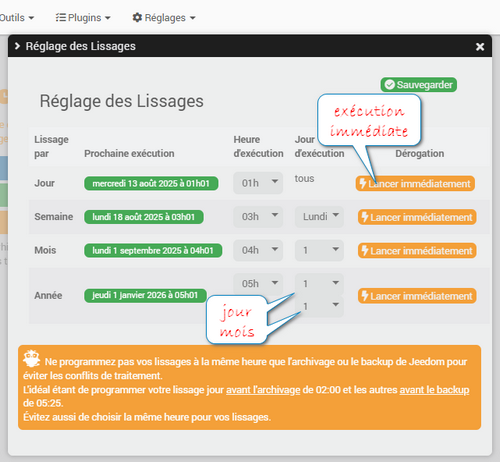 Outils Plugins Réglages
Réglage des Lissages
Sauvegarder
Réglage des Lissages
exécution
immédiate
Lissage par Prochaine exécution Heure d'exécution Jour d'exécution Dérogation
Jour mercredi 13 août 2025 à 01h01 01h tous Lancer immédiatement
Semaine lundi 18 août 2025 à 03h01 03h Lundi Lancer immédiatement
Mois lundi 1 septembre 2025 à 04h01 04h 1 Lancer immédiatement
Année jeudi 1 janvier 2026 à 05h01 05h 1 1 Lancer immédiatement
jour
mois
Ne programmez pas vos lissages à la même heure que l'archivage ou le backup de Jeedom pour
éviter les conflits de traitement.
L'idéal étant de programmer votre lissage jour avant l'archivage de 02:00 et les autres avant le backup
de 05:25.
Évitez aussi de choisir la même heure pour vos lissages.